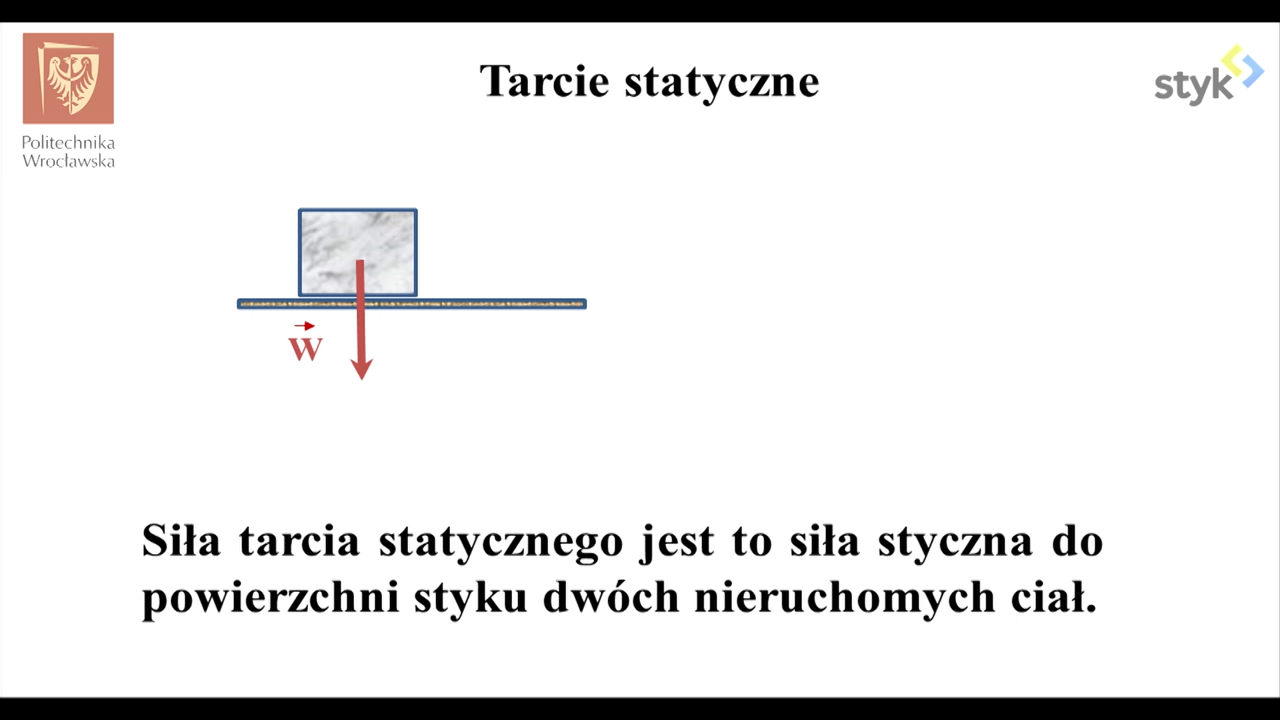 Tarcie statyczne
styk
Politechnika
Wrocławska
W
Siła tarcia statycznego jest to siła styczna do
powierzchni styku dwóch nieruchomych ciał.